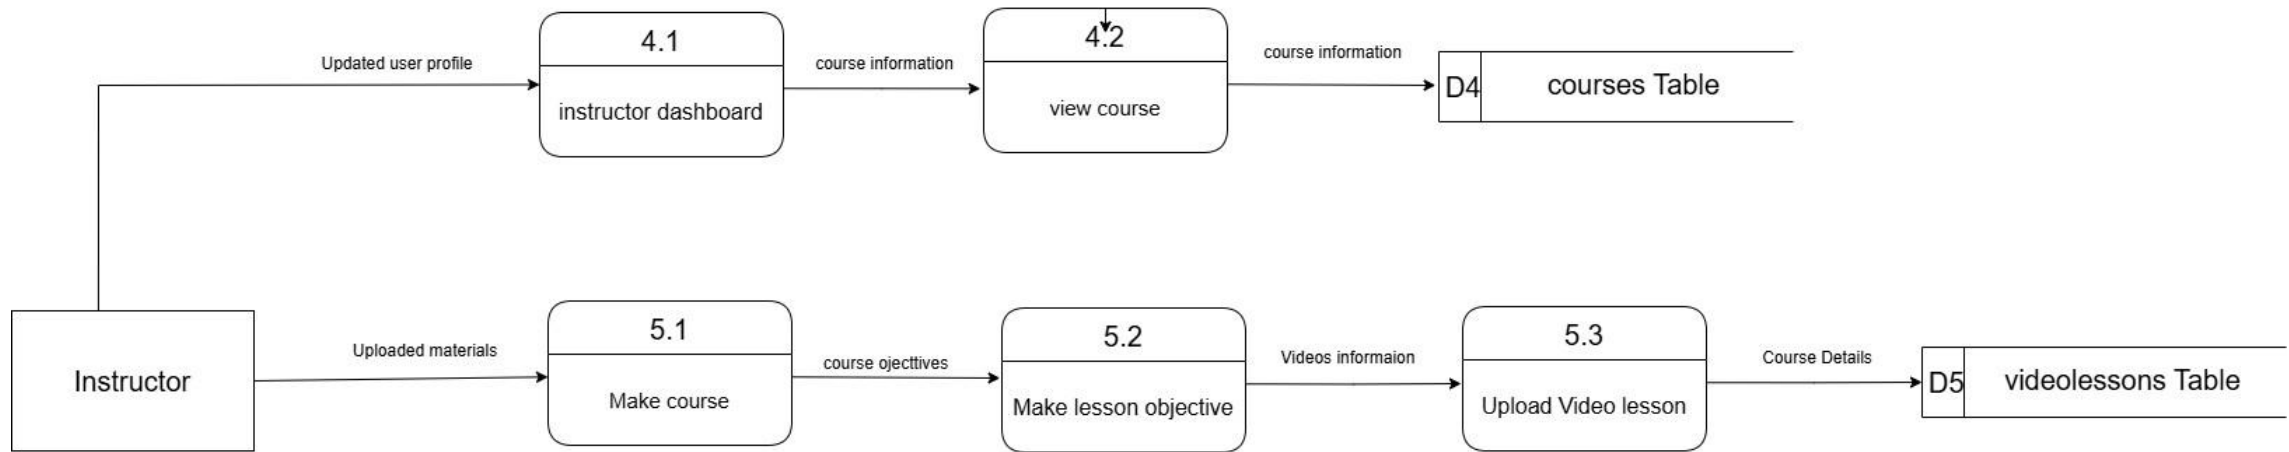 4.1
Updated user profile
instructor dashboard
course information
4.2
view course
course information
D4
courses Table
Instructor
Uploaded materials
5.1
Make course
course ojecttives
5.2
Make lesson objective
Videos informaion
5.3
Upload Video lesson
Course Details
D5
videolessons Table